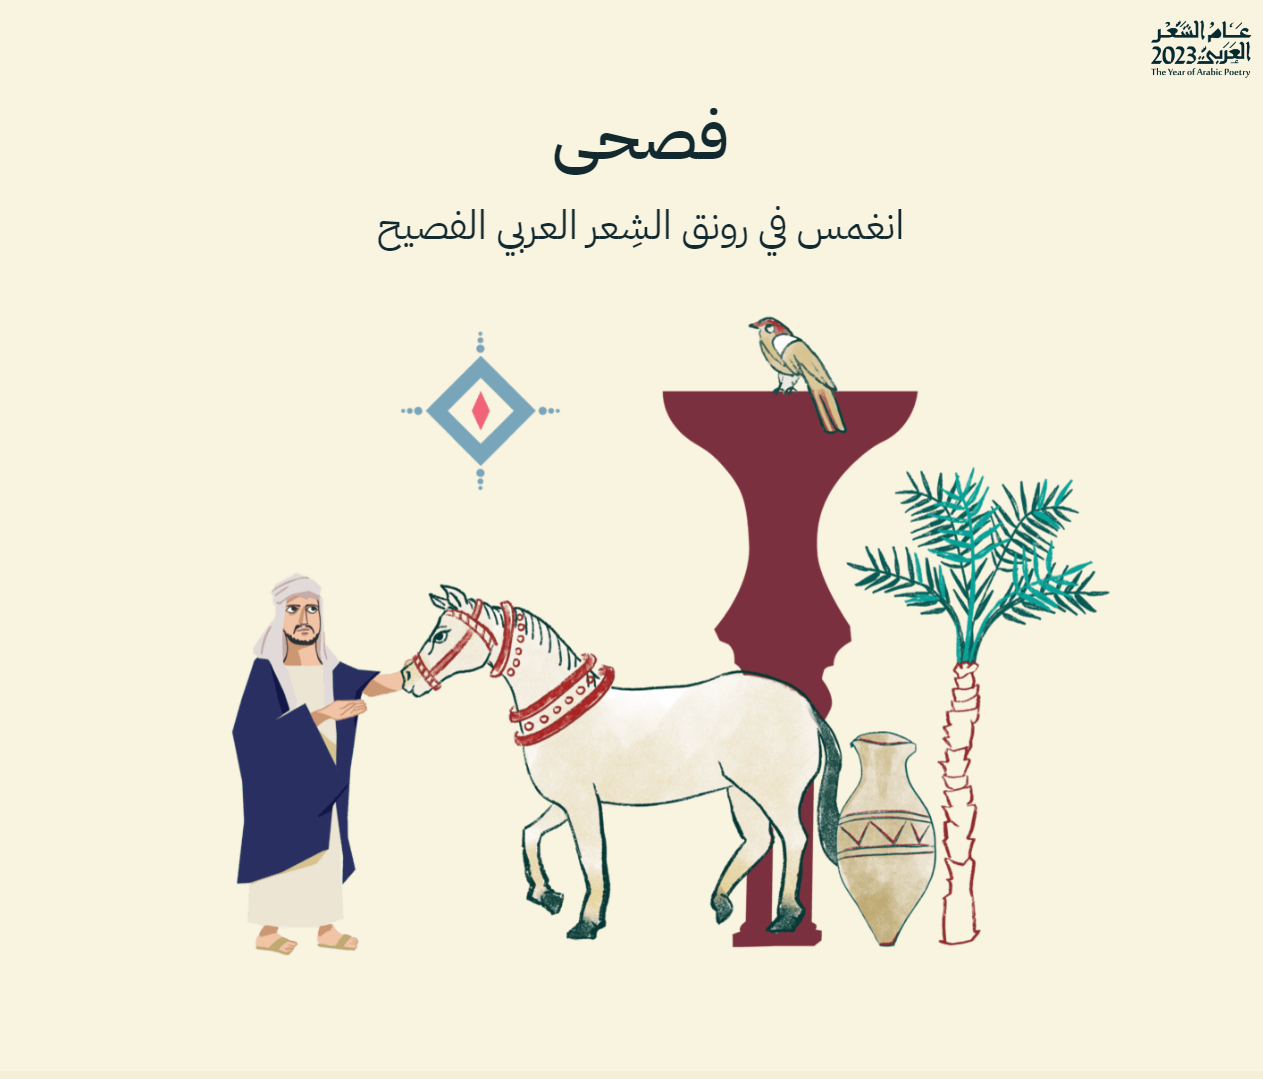 عام الشعر
العربي 2023
The Year of Arabic Poetry
فصحى
انغمس في رونق الشِعر العربي الفصيح